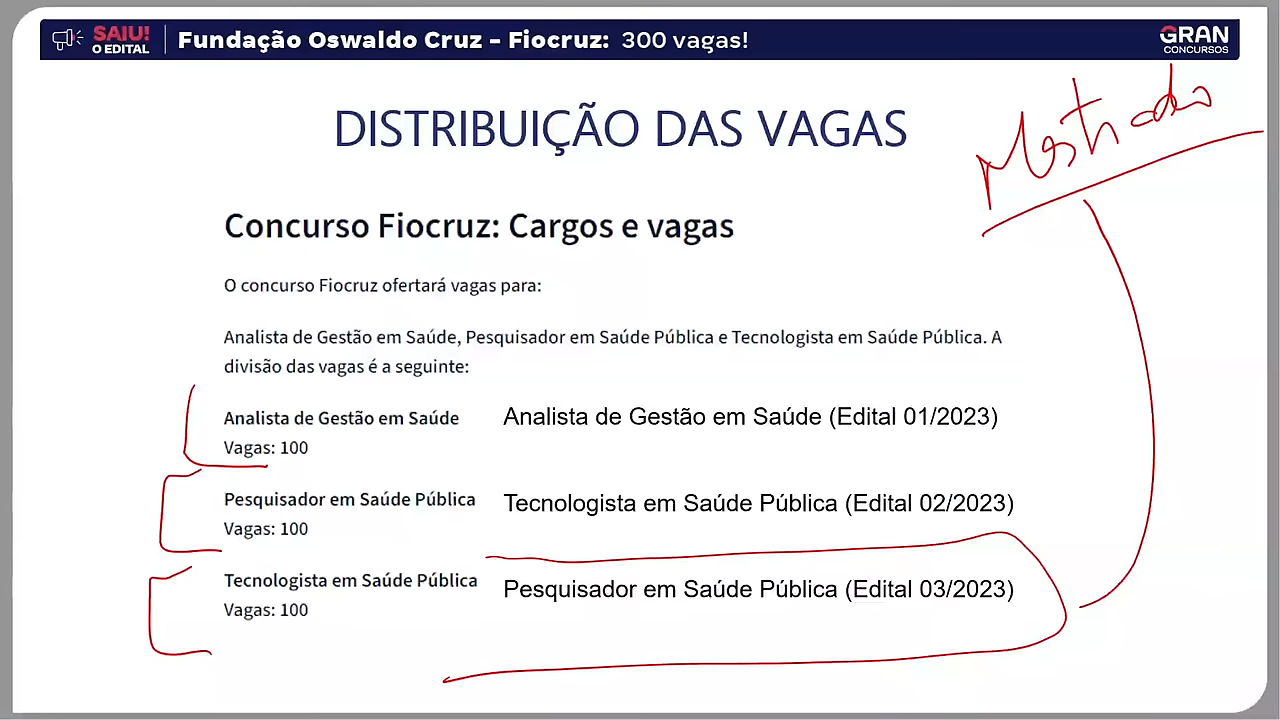 SAIU!
O EDITAL
Fundação Oswaldo Cruz – Fiocruz: 300 vagas!
GRAN
CONCURSOS
DISTRIBUIÇÃO DAS VAGAS
Mestrado
Concurso Fiocruz: Cargos e vagas
O concurso Fiocruz ofertará vagas para:
Analista de Gestão em Saúde, Pesquisador em Saúde Pública e Tecnologista em Saúde Pública. A
divisão das vagas é a seguinte:
Analista de Gestão em Saúde
Vagas: 100
Analista de Gestão em Saúde (Edital 01/2023)
Pesquisador em Saúde Pública
Vagas: 100
Tecnologista em Saúde Pública (Edital 02/2023)
Tecnologista em Saúde Pública
Vagas: 100
Pesquisador em Saúde Pública (Edital 03/2023)